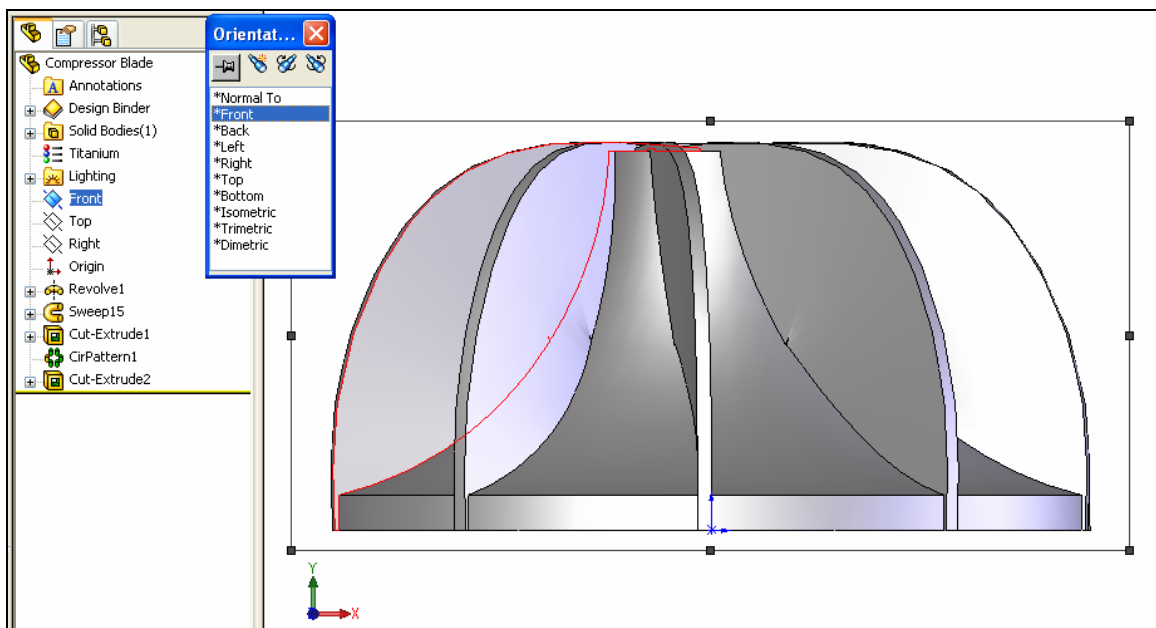 Compressor Blade
Annotations
Design Binder
Solid Bodies(1)
Titanium
Lighting
Front
Top
Right
Origin
Revolve1
Sweep15
Cut-Extrude1
CirPattern1
Cut-Extrude2
Orientat...
*Normal To
*Front
*Back
*Left
*Right
*Top
*Bottom
*Isometric
*Trimetric
*Dimetric
Y
X